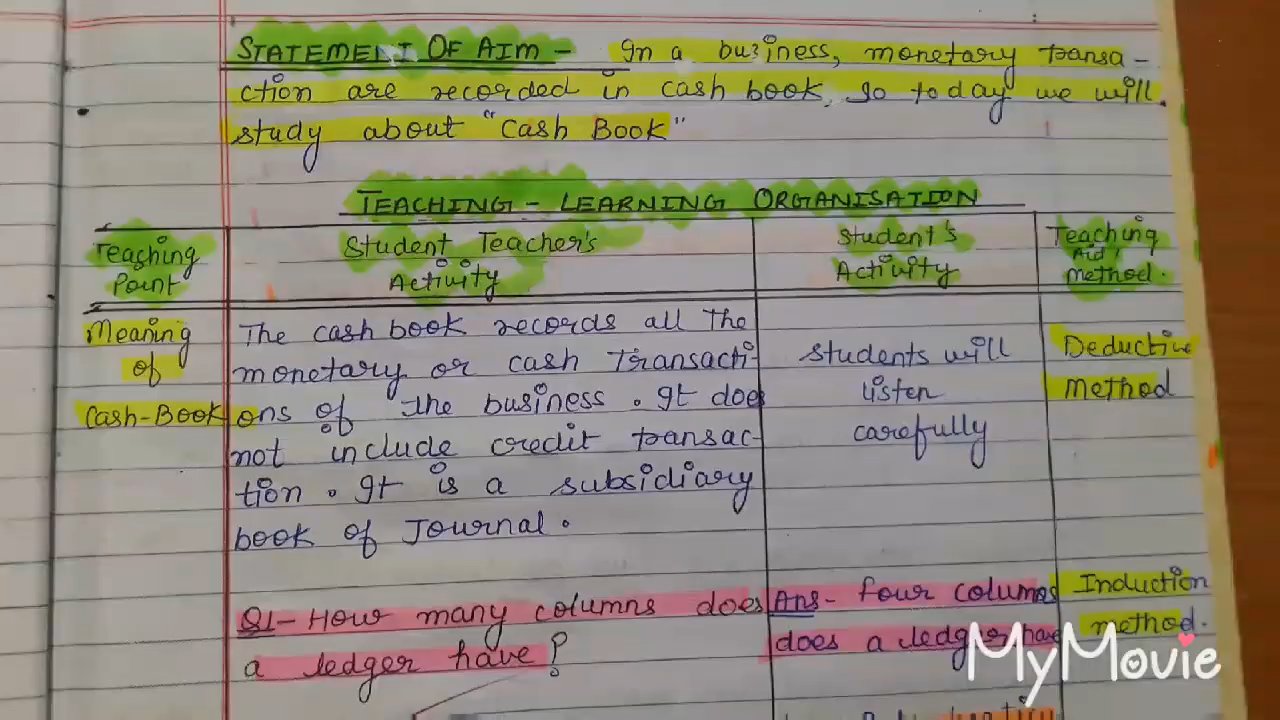 STATEMENT OF AIM - In a business, monetary transa-
ction are recorded in cash book, so today we will
study about "Cash Book"
TEACHING - LEARNING ORGANISATION
Teaching
Point
Student Teacher's
Activity
Student's
Activity
Teaching
Aid /
method.
Meaning
of
Cash-Book
The cash book records all the
monetary or cash transacti-
ons of the business. It does
not include credit transac-
tion. It is a subsidiary
book of Journal.
Students will
listen
carefully
Deductive
Method
Q1- How many columns does
a ledger have?
Ans- four columns
does a ledger have
Induction
method.
MyMovie